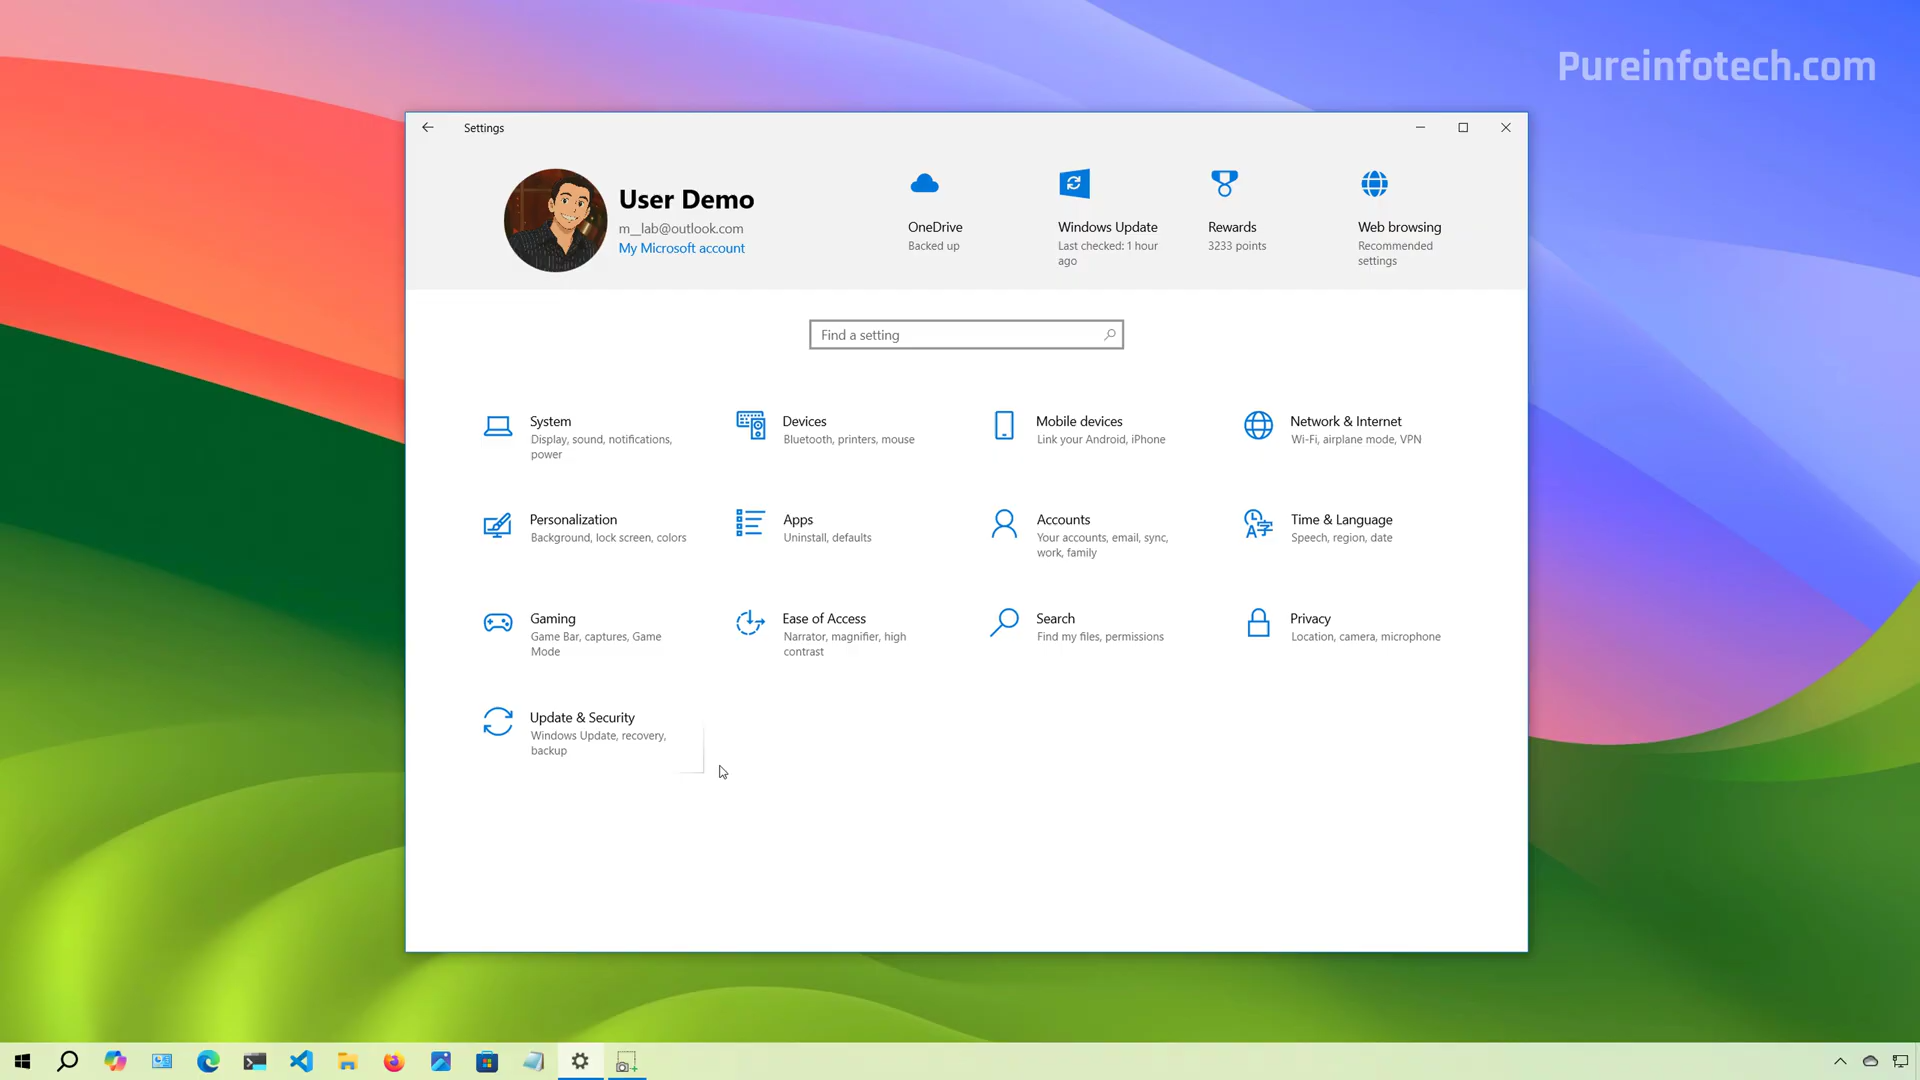 Pureinfotech.com
Settings
User Demo
m__lab@outlook.com
My Microsoft account
OneDrive
Backed up
Windows Update
Last checked: 1 hour
ago
Rewards
3233 points
Web browsing
Recommended
settings
Find a setting
System
Display, sound, notifications,
power
Devices
Bluetooth, printers, mouse
Mobile devices
Link your Android, iPhone
Network & Internet
Wi-Fi, airplane mode, VPN
Personalization
Background, lock screen, colors
Apps
Uninstall, defaults
Accounts
Your accounts, email, sync,
work, family
Time & Language
Speech, region, date
Gaming
Game Bar, captures, Game
Mode
Ease of Access
Narrator, magnifier, high
contrast
Search
Find my files, permissions
Privacy
Location, camera, microphone
Update & Security
Windows Update, recovery,
backup